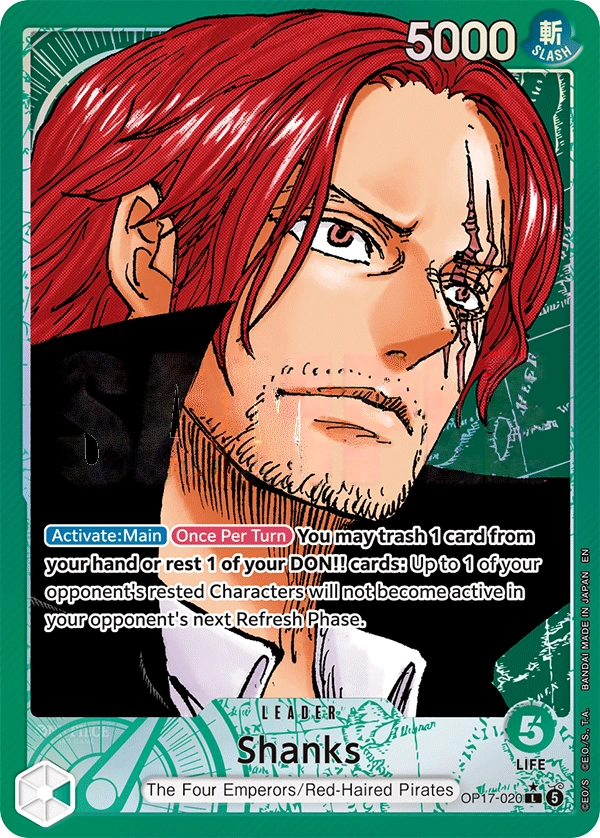 5000
斬
SLASH
Activate:Main Once Per Turn You may trash 1 card from
your hand or rest 1 of your DON!! cards: Up to 1 of your
opponent's rested Characters will not become active in
your opponent's next Refresh Phase.
LEADER
Shanks
The Four Emperors/Red-Haired Pirates
5
LIFE
OP17-020 L 5
©E.O/S ©E.O./S., T.A. BANDAI MADE IN JAPAN EN